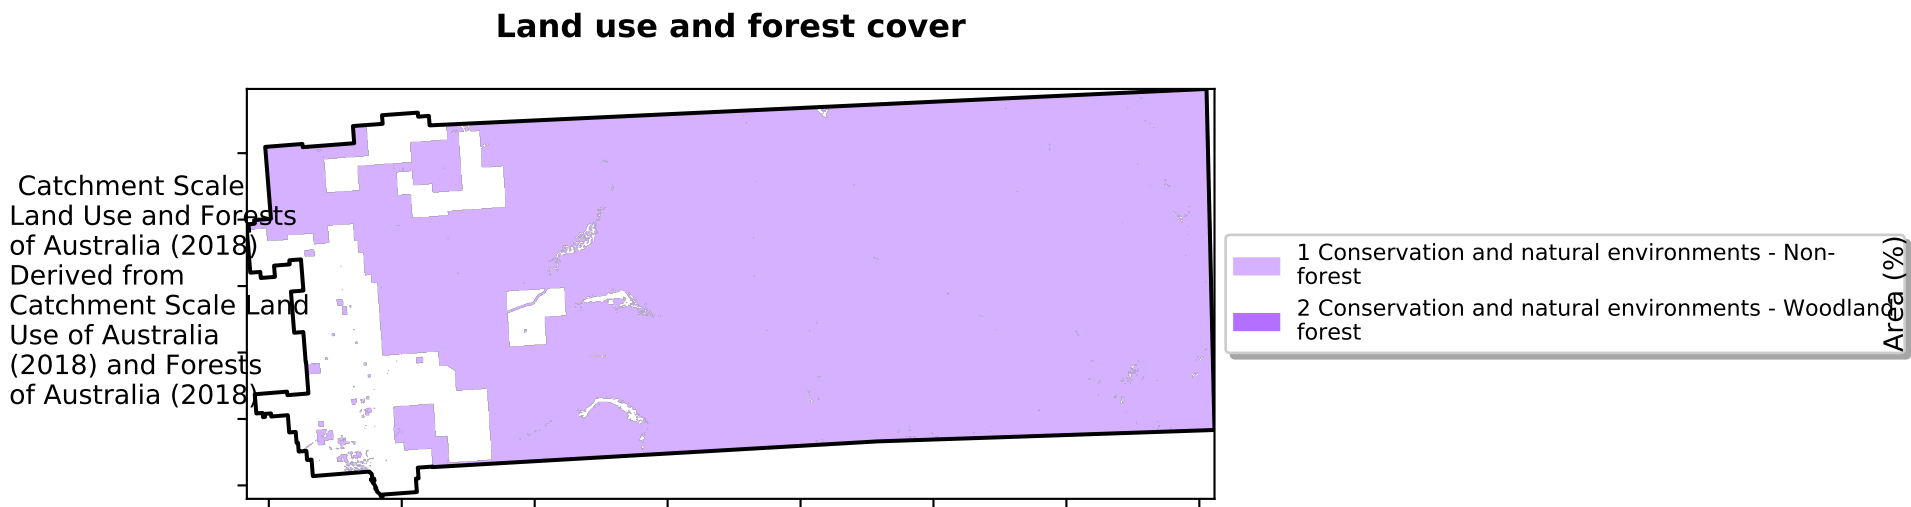 Land use and forest cover
Catchment Scale
Land Use and Forests
of Australia (2018)
Derived from
Catchment Scale Land
Use of Australia
(2018) and Forests
of Australia (2018)
1 Conservation and natural environments - Non-
forest
2 Conservation and natural environments - Woodland
forest
Area (%)